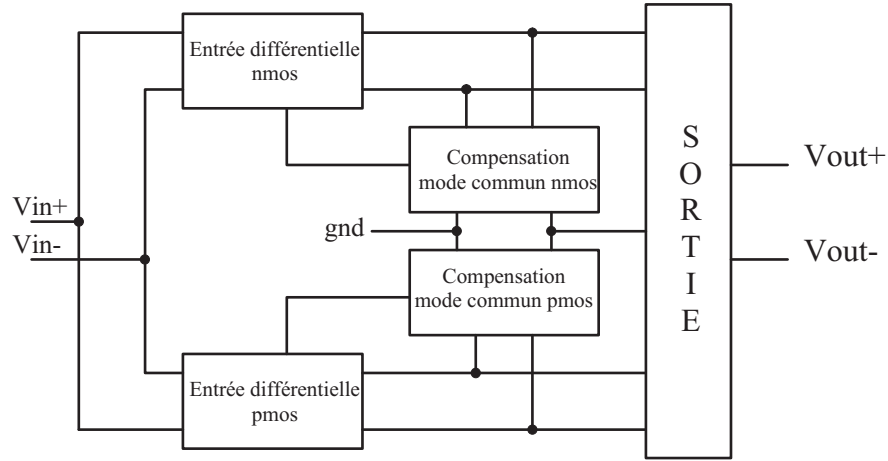 Entrée différentielle
nmos
Compensation
mode commun nmos
Vin+
Vin-
gnd
Compensation
mode commun pmos
Entrée différentielle
pmos
S
O
R
T
I
E
Vout+
Vout-